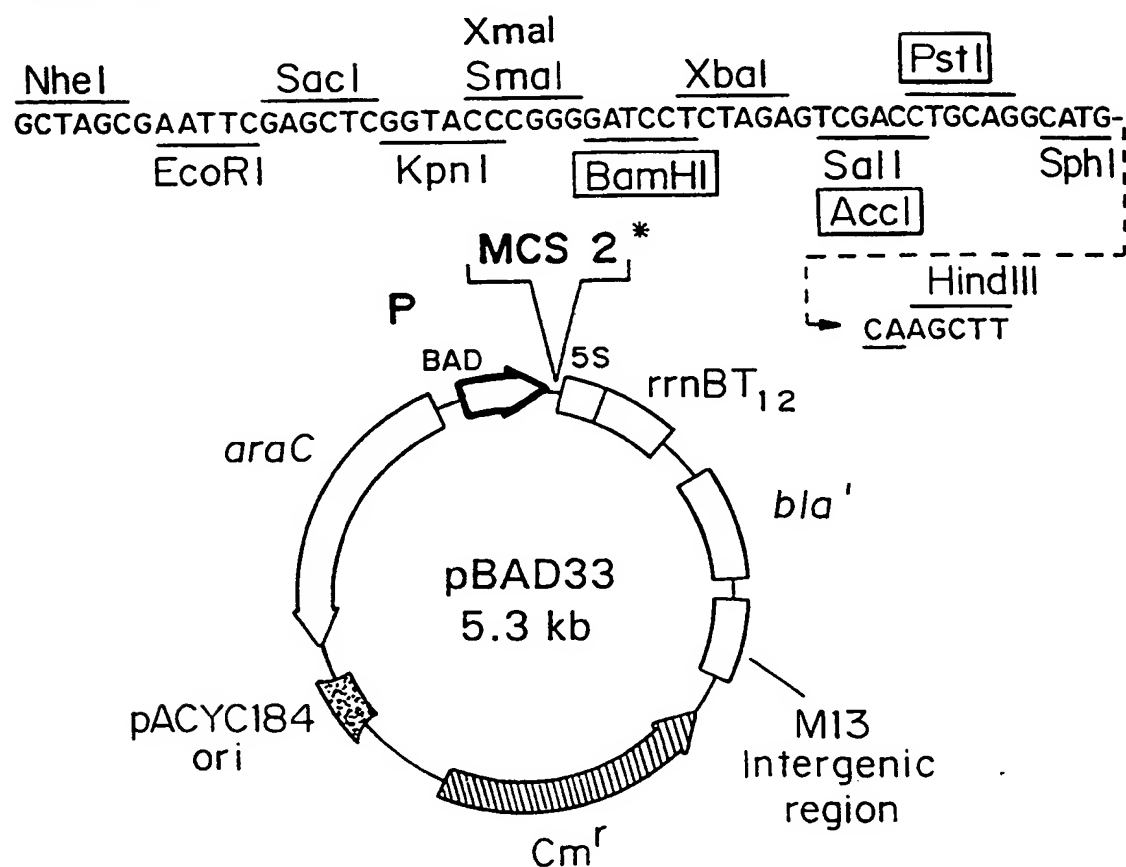 XmaI
NheI SacI SmaI XbaI PstI
GCTAGCGAATTCGAGCTCGGTACCCGGGGATCCTCTAGAGTCGACCTGCAGGCATG-
EcoRI KpnI BamHI SalI SphI
AccI
MCS 2*
HindIII
CAAGCTT
P
BAD
5S
rrnBT12
araC
bla'
pBAD33
5.3 kb
pACYC184
ori
M13
Intergenic
region
Cmr